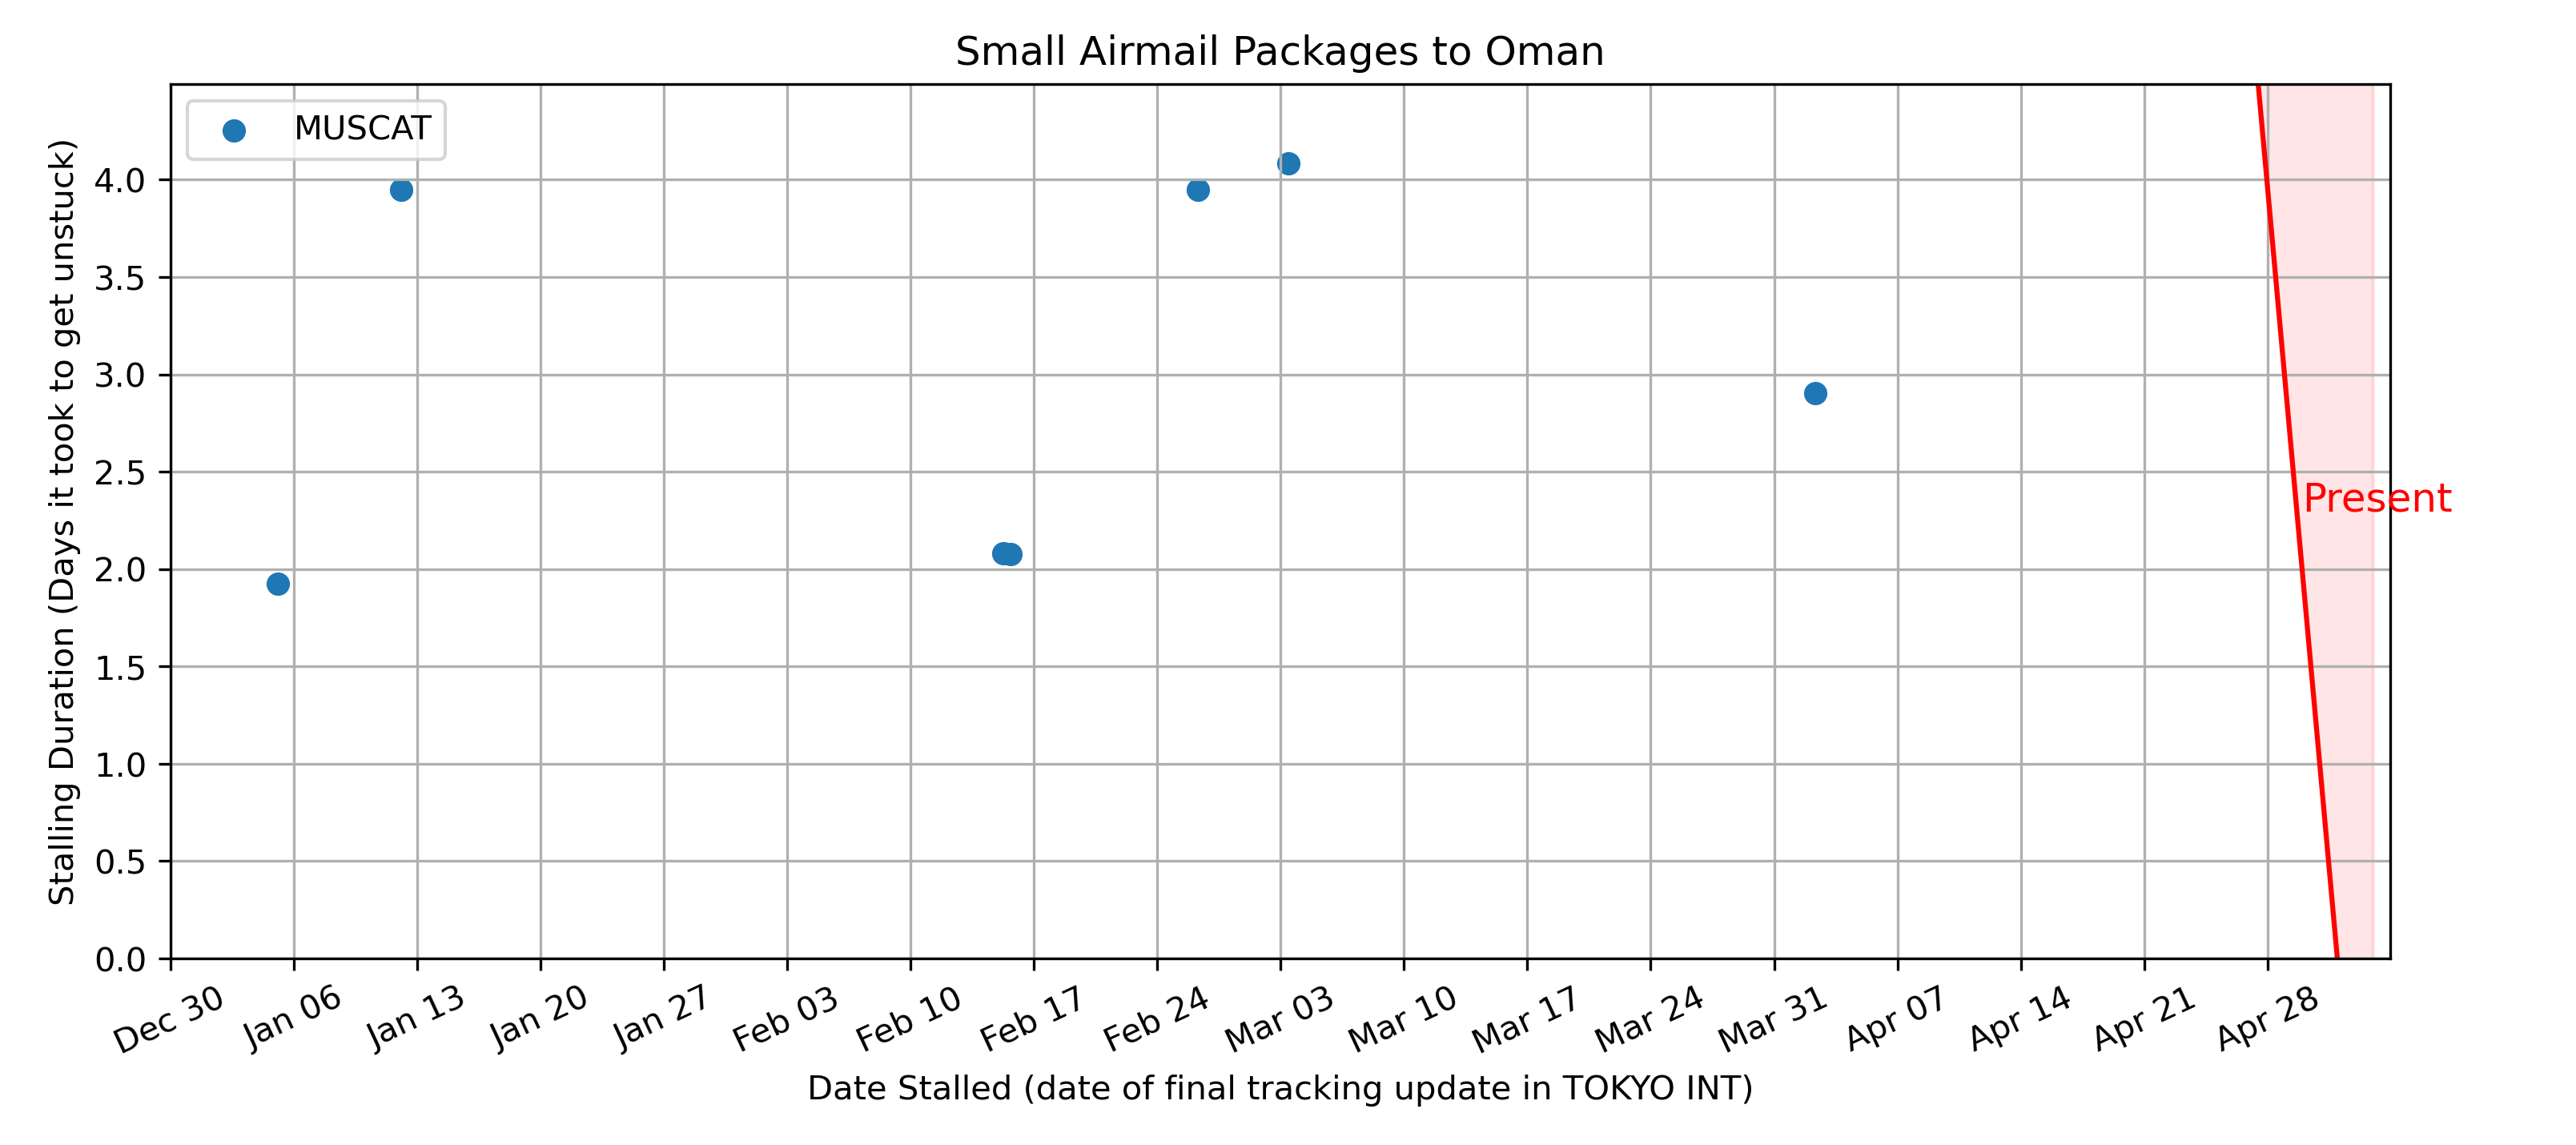 Small Airmail Packages to Oman
MUSCAT
Stalling Duration (Days it took to get unstuck)
4.0
3.5
3.0
2.5
2.0
1.5
1.0
0.5
0.0
Present
Dec 30 Jan 06 Jan 13 Jan 20 Jan 27 Feb 03 Feb 10 Feb 17 Feb 24 Mar 03 Mar 10 Mar 17 Mar 24 Mar 31 Apr 07 Apr 14 Apr 21 Apr 28
Date Stalled (date of final tracking update in TOKYO INT)